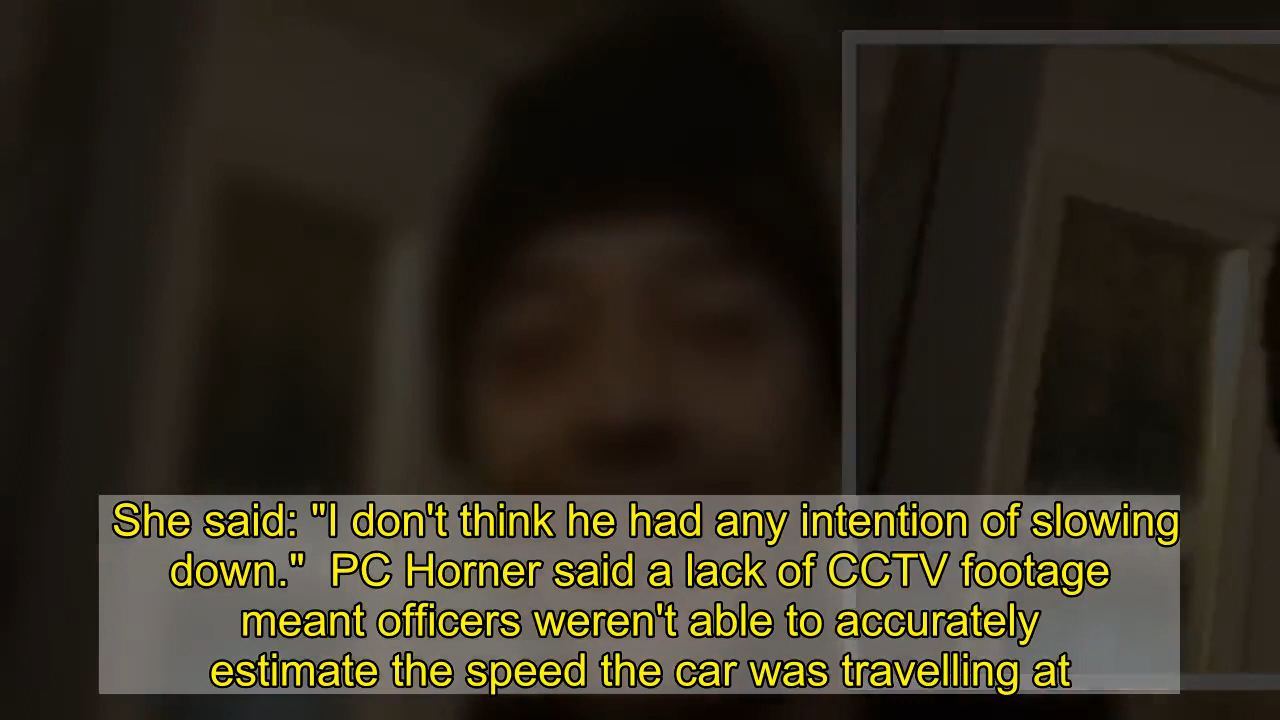 She said: "I don't think he had any intention of slowing
down."  PC Horner said a lack of CCTV footage
meant officers weren't able to accurately
estimate the speed the car was travelling at